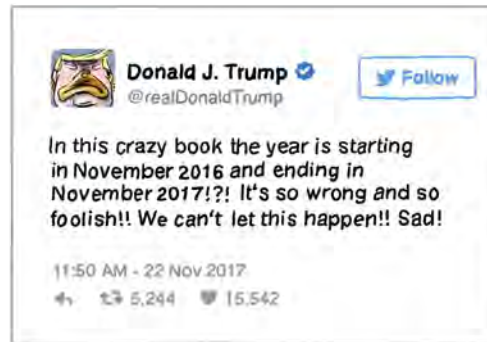 Donald J. Trump
Follow
@realDonaldTrump
In this crazy book the year is starting
in November 2016 and ending in
November 2017!?! It's so wrong and so
foolish!! We can't let this happen!! Sad!
11:50 AM - 22 Nov 2017
5,244 15,542